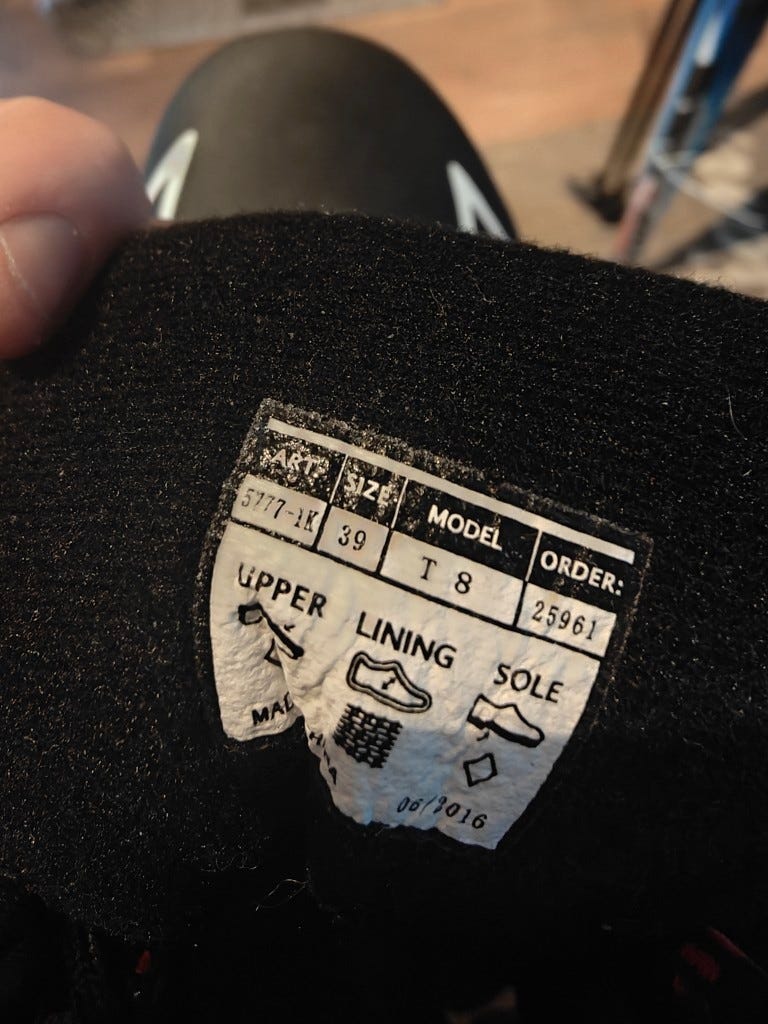 ART: SIZE MODEL ORDER:
5777-1K 39 T 8 25961
UPPER LINING SOLE
06/2016